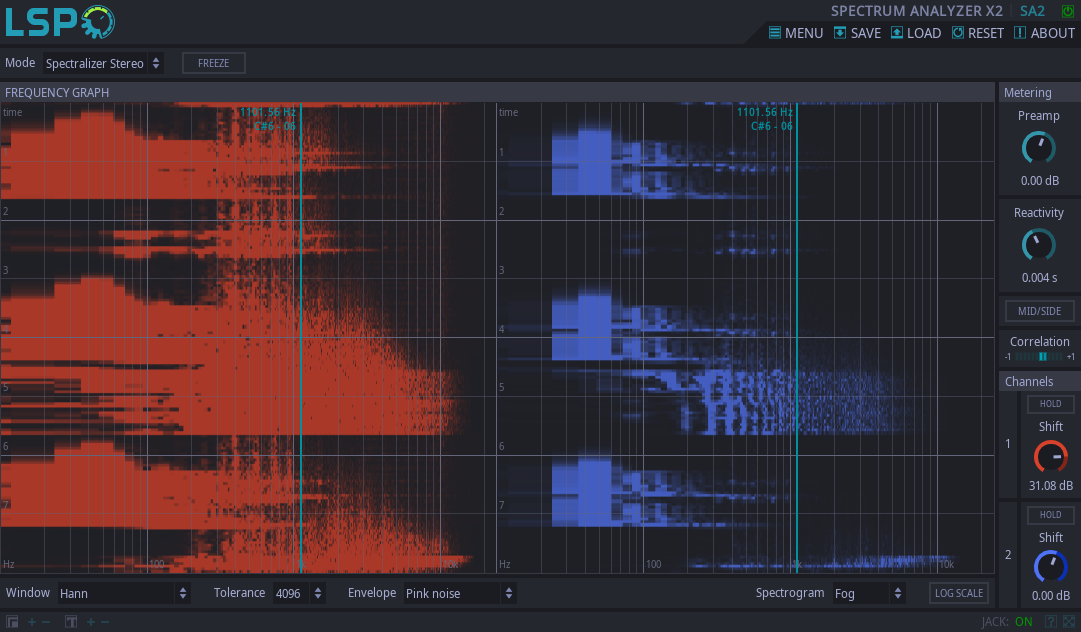 LSP
SPECTRUM ANALYZER X2 SA2
MENU SAVE LOAD RESET ABOUT
Mode Spectralizer Stereo FREEZE
FREQUENCY GRAPH
time 1101.56 Hz
C#6 - 06
2
3
4
5
6
7
Hz 100 1k 10k
time 1101.56 Hz
C#6 - 06
1
2
3
4
5
6
7
Hz 100 1k 10k
Metering
Preamp
0.00 dB
Reactivity
0.004 s
MID/SIDE
Correlation
-1 +1
Channels
HOLD
Shift
1
31.08 dB
HOLD
Shift
2
0.00 dB
Window Hann Tolerance 4096 Envelope Pink noise Spectrogram Fog LOG SCALE
+ − T + − JACK: ON ?